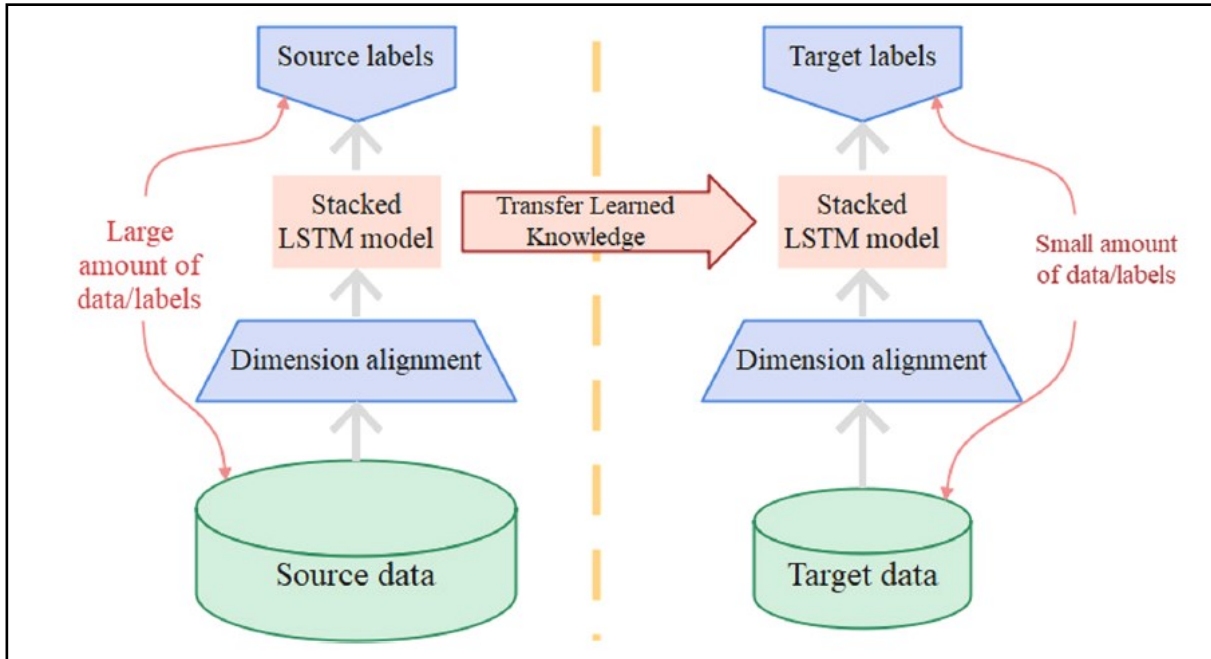 Source labels
Target labels
Stacked
LSTM model
Transfer Learned
Knowledge
Stacked
LSTM model
Large
amount of
data/labels
Small amount
of data/labels
Dimension alignment
Dimension alignment
Source data
Target data